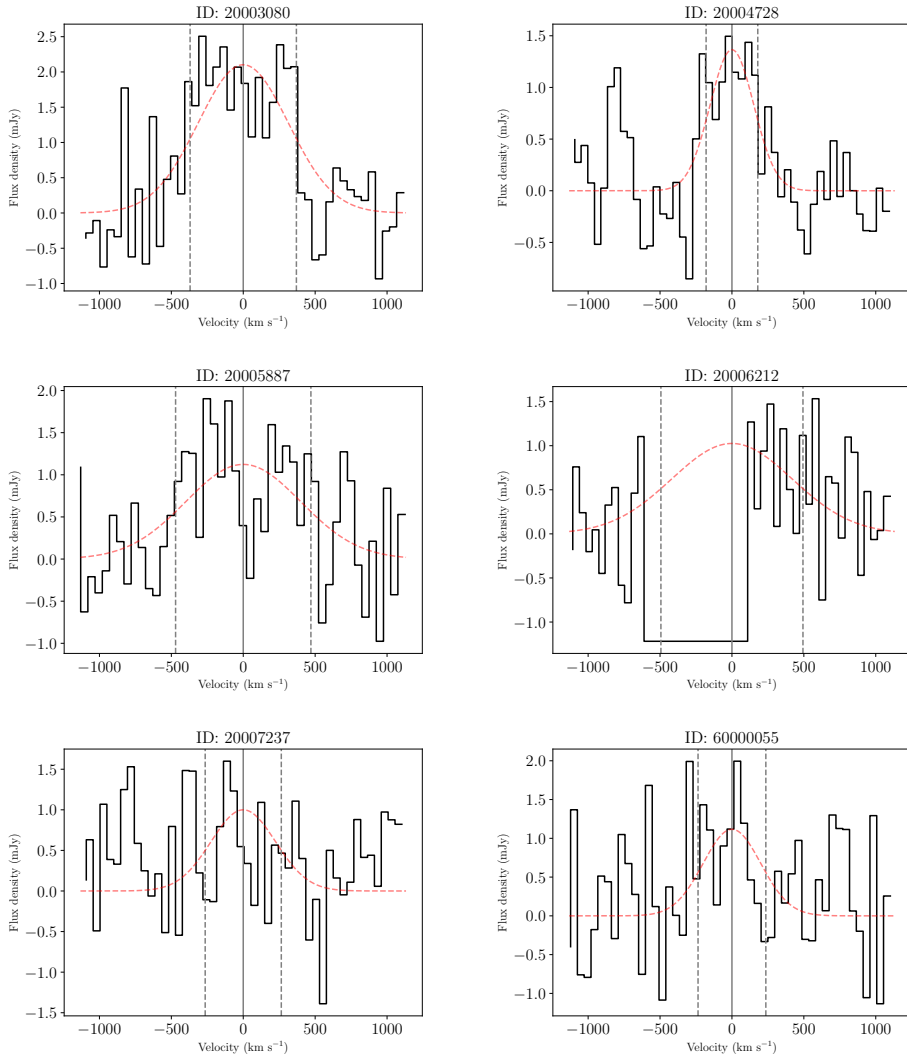 ID: 20003080
2.5
2.0
1.5
1.0
0.5
0.0
−0.5
−1.0
Flux density (mJy)
−1000 −500 0 500 1000
Velocity (km s⁻¹)
ID: 20004728
1.5
1.0
0.5
0.0
−0.5
Flux density (mJy)
−1000 −500 0 500 1000
Velocity (km s⁻¹)
ID: 20005887
2.0
1.5
1.0
0.5
0.0
−0.5
−1.0
Flux density (mJy)
−1000 −500 0 500 1000
Velocity (km s⁻¹)
ID: 20006212
1.5
1.0
0.5
0.0
−0.5
−1.0
Flux density (mJy)
−1000 −500 0 500 1000
Velocity (km s⁻¹)
ID: 20007237
1.5
1.0
0.5
0.0
−0.5
−1.0
−1.5
Flux density (mJy)
−1000 −500 0 500 1000
Velocity (km s⁻¹)
ID: 60000055
2.0
1.5
1.0
0.5
0.0
−0.5
−1.0
Flux density (mJy)
−1000 −500 0 500 1000
Velocity (km s⁻¹)